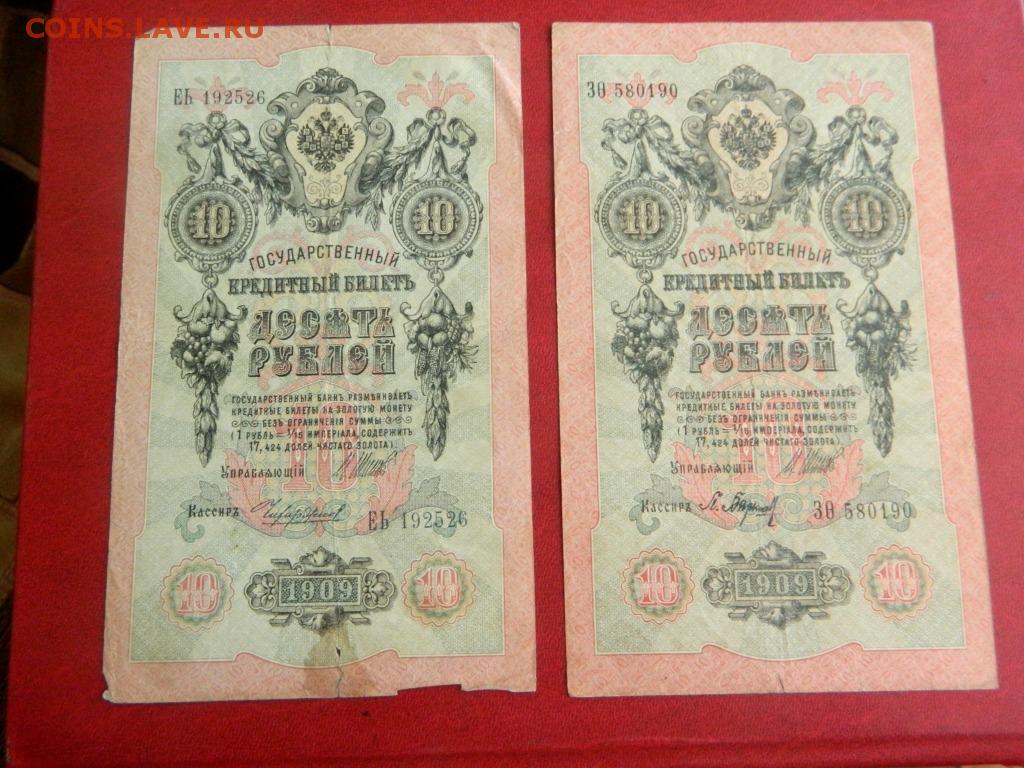 COINS.LAVE.RU
ЕЬ 192526
10 10
ГОСУДАРСТВЕННЫЙ
КРЕДИТНЫЙ БИЛЕТЪ
ДЕСЯТЬ
РУБЛЕЙ
ГОСУДАРСТВЕННЫЙ БАНКЪ РАЗМѢНИВАЕТЪ
КРЕДИТНЫЕ БИЛЕТЫ НА ЗОЛОТУЮ МОНЕТУ
БЕЗЪ ОГРАНИЧЕНІЯ СУММЫ
(1 РУБЛЬ = 1/15 ИМПЕРІАЛА, СОДЕРЖИТЪ
17,424 ДОЛЕЙ ЧИСТАГО ЗОЛОТА).
10
УПРАВЛЯЮЩІЙ
КАССИРЪ
ЕЬ 192526
10 1909 10
ЗѲ 580190
10 10
ГОСУДАРСТВЕННЫЙ
КРЕДИТНЫЙ БИЛЕТЪ
ДЕСЯТЬ
РУБЛЕЙ
ГОСУДАРСТВЕННЫЙ БАНКЪ РАЗМѢНИВАЕТЪ
КРЕДИТНЫЕ БИЛЕТЫ НА ЗОЛОТУЮ МОНЕТУ
БЕЗЪ ОГРАНИЧЕНІЯ СУММЫ
(1 РУБЛЬ = 1/15 ИМПЕРІАЛА, СОДЕРЖИТЪ
17,424 ДОЛЕЙ ЧИСТАГО ЗОЛОТА).
10
УПРАВЛЯЮЩІЙ
КАССИРЪ
ЗѲ 580190
10 1909 10